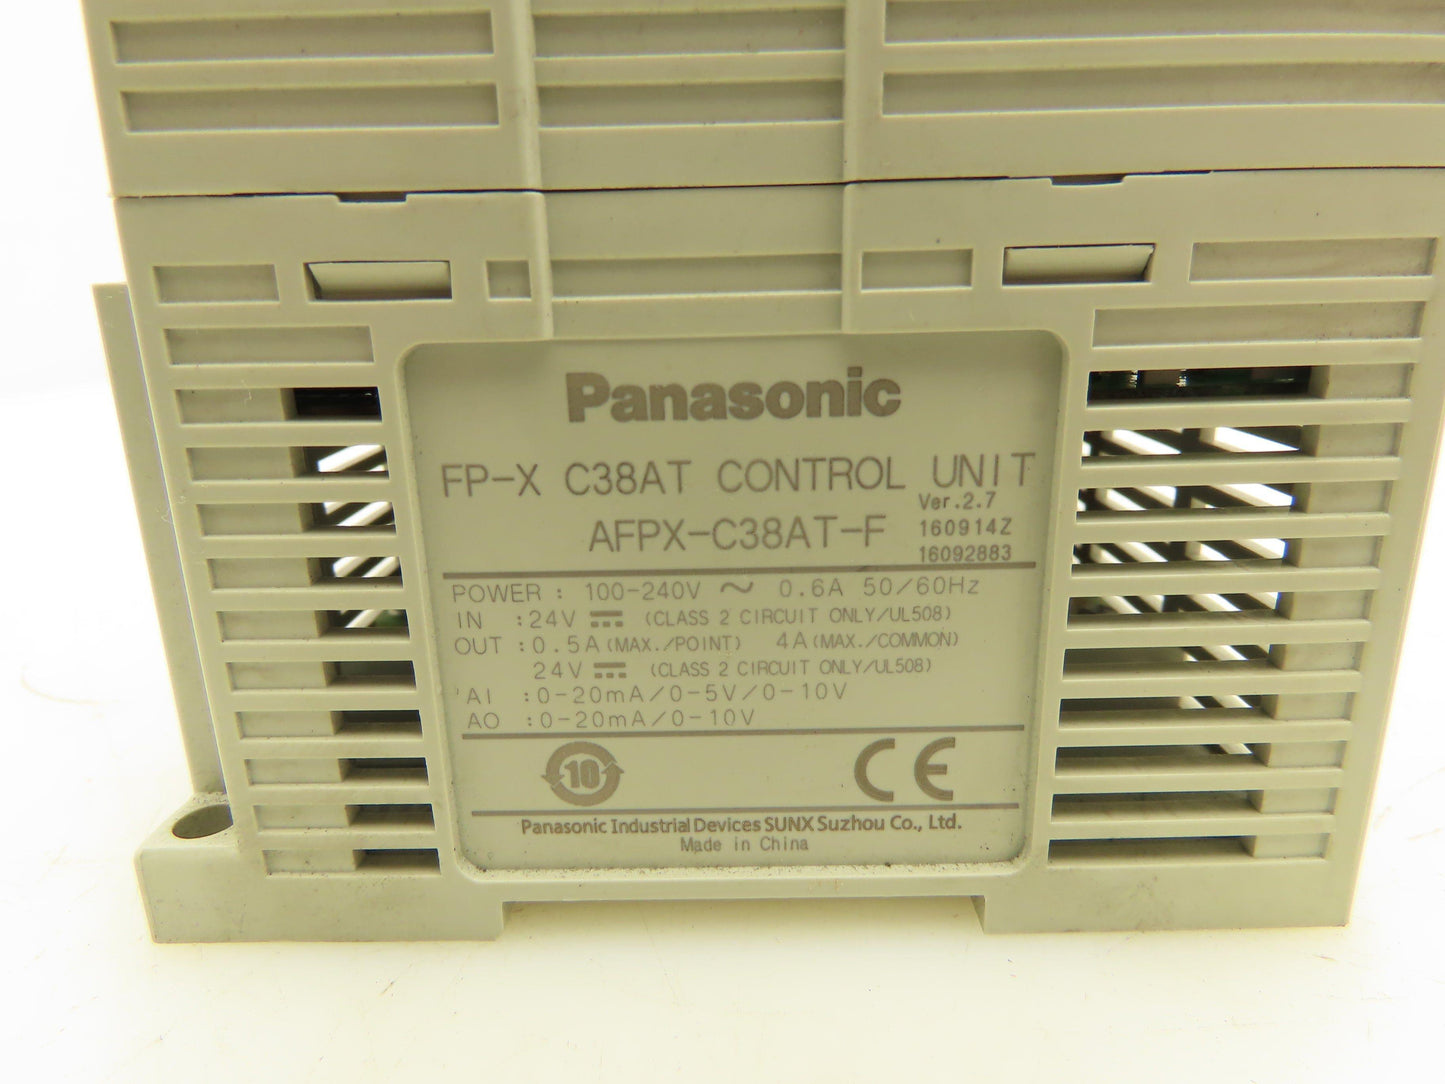 Panasonic
FP-X C38AT CONTROL UNIT
Ver.2.7
AFPX-C38AT-F 160914Z
16092883
POWER : 100-240V ~ 0.6A 50/60Hz
IN : 24V ⎓ (CLASS 2 CIRCUIT ONLY/UL508)
OUT : 0.5A (MAX./POINT) 4A (MAX./COMMON)
24V ⎓ (CLASS 2 CIRCUIT ONLY/UL508)
AI : 0-20mA/0-5V/0-10V
AO : 0-20mA/0-10V
10 CE
Panasonic Industrial Devices SUNX Suzhou Co., Ltd.
Made in China